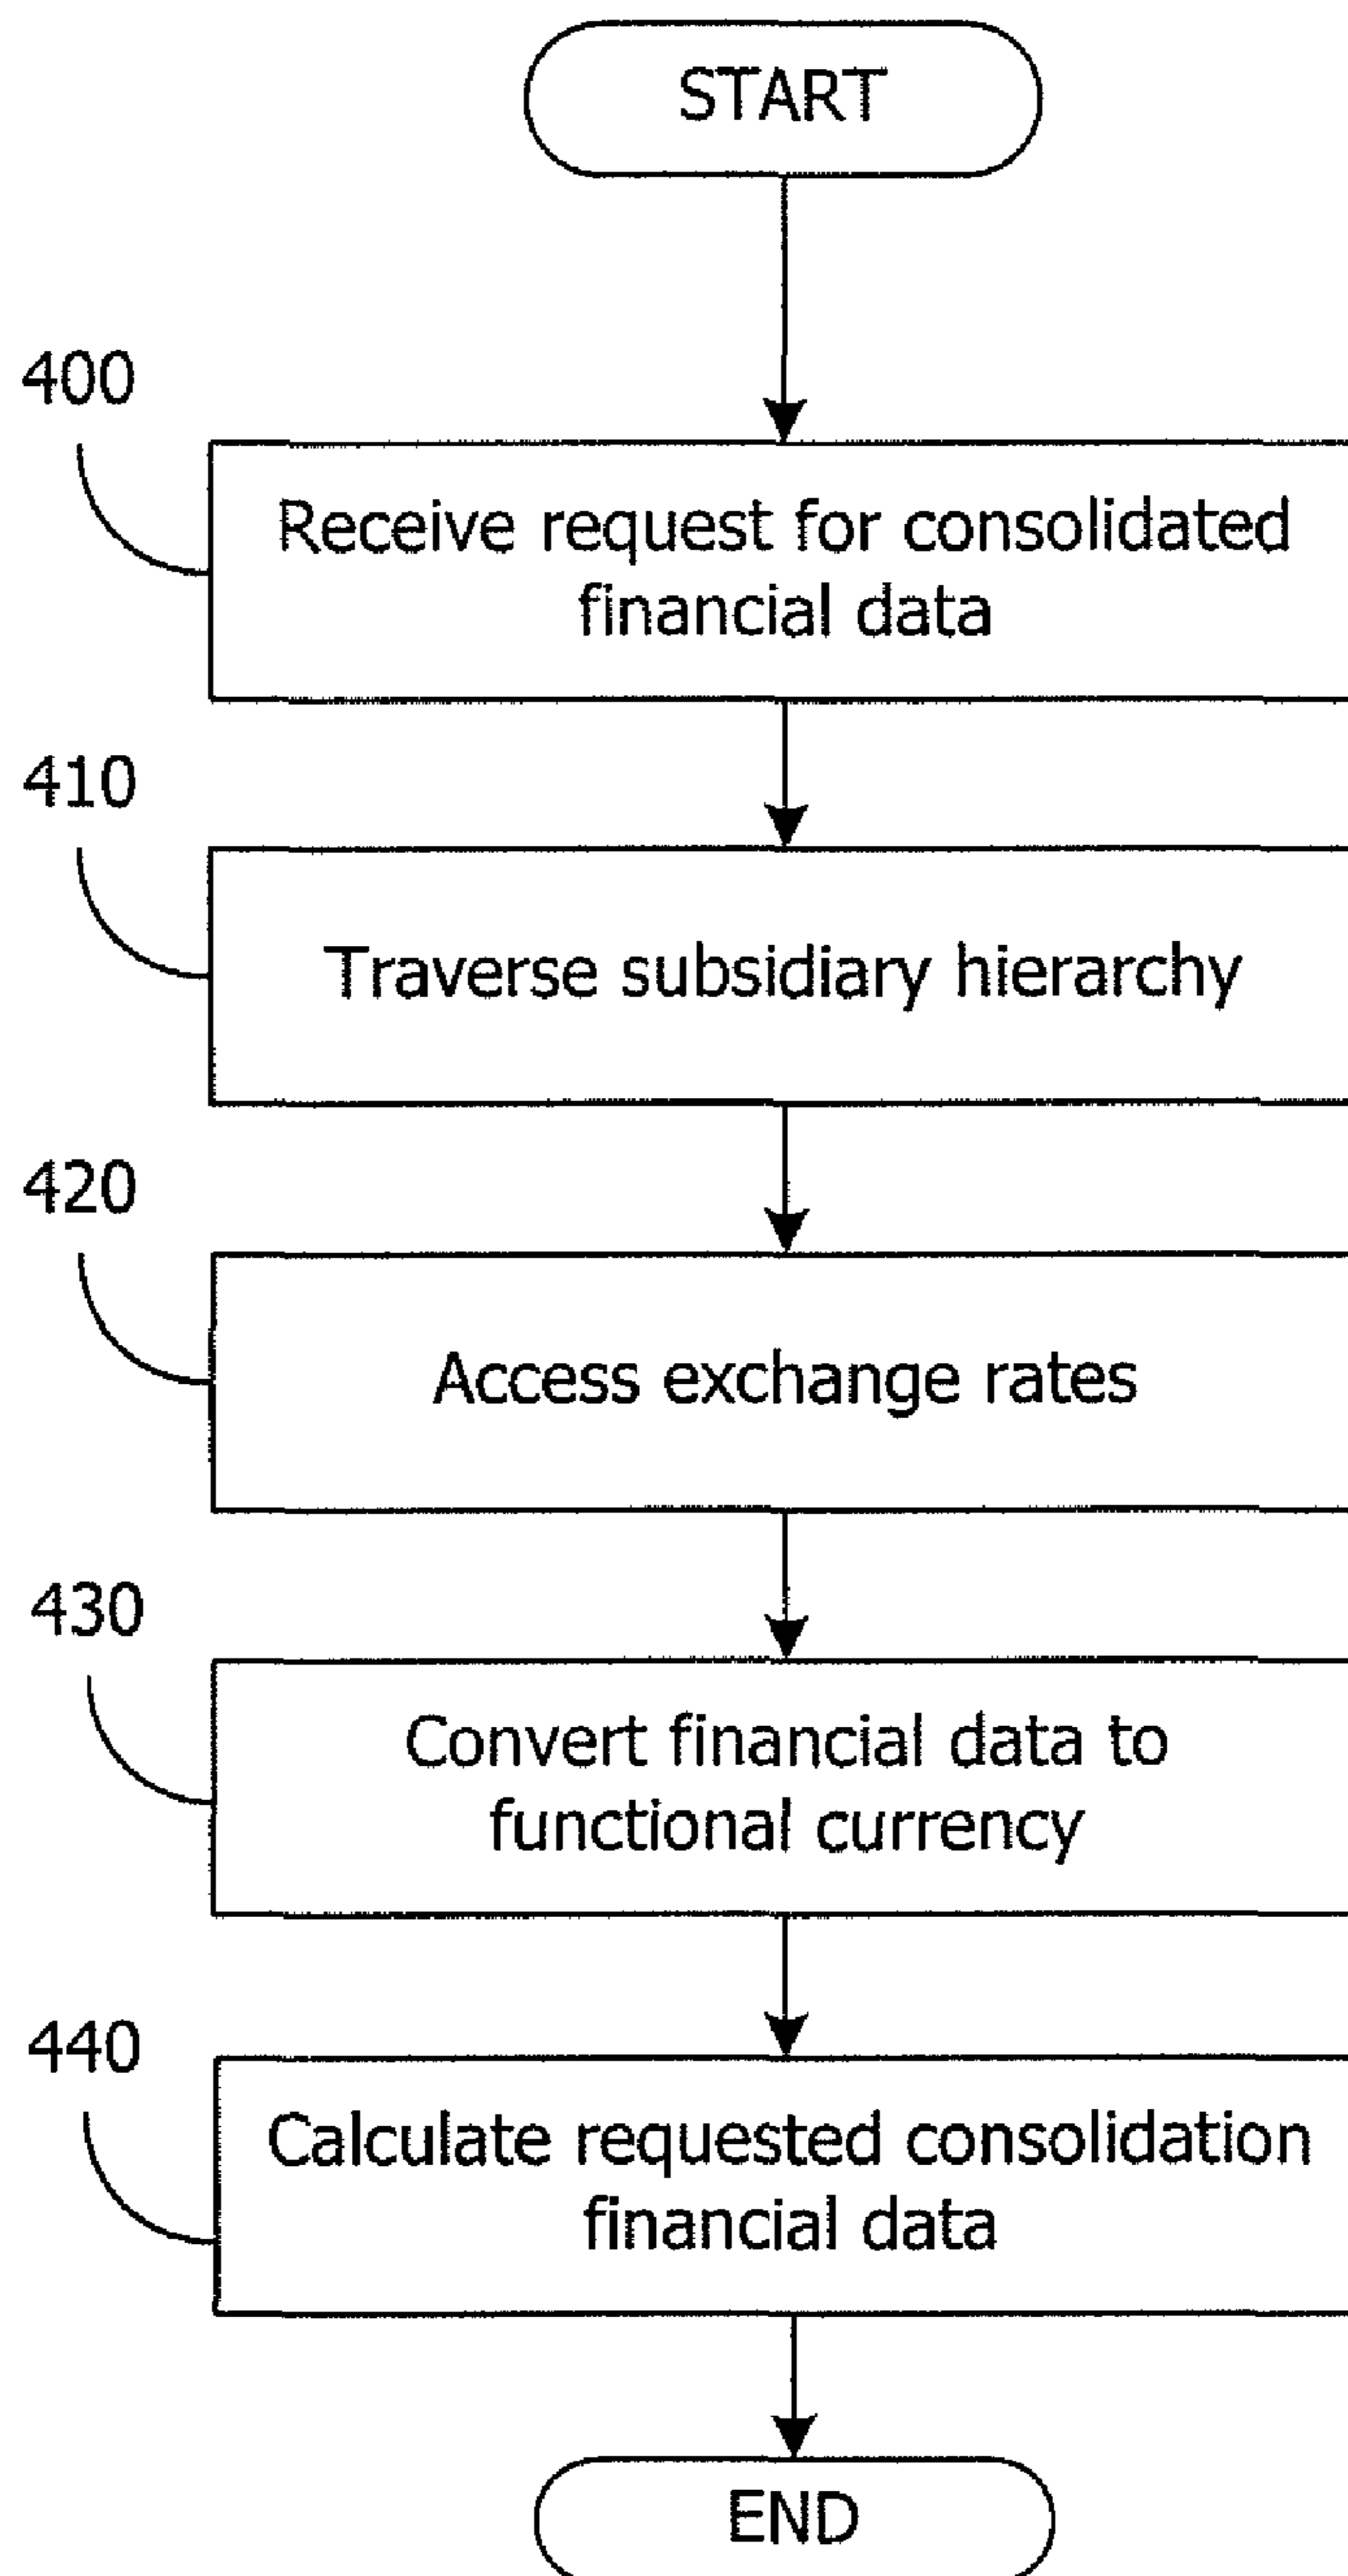 START
400
Receive request for consolidated
financial data
410
Traverse subsidiary hierarchy
420
Access exchange rates
430
Convert financial data to
functional currency
440
Calculate requested consolidation
financial data
END